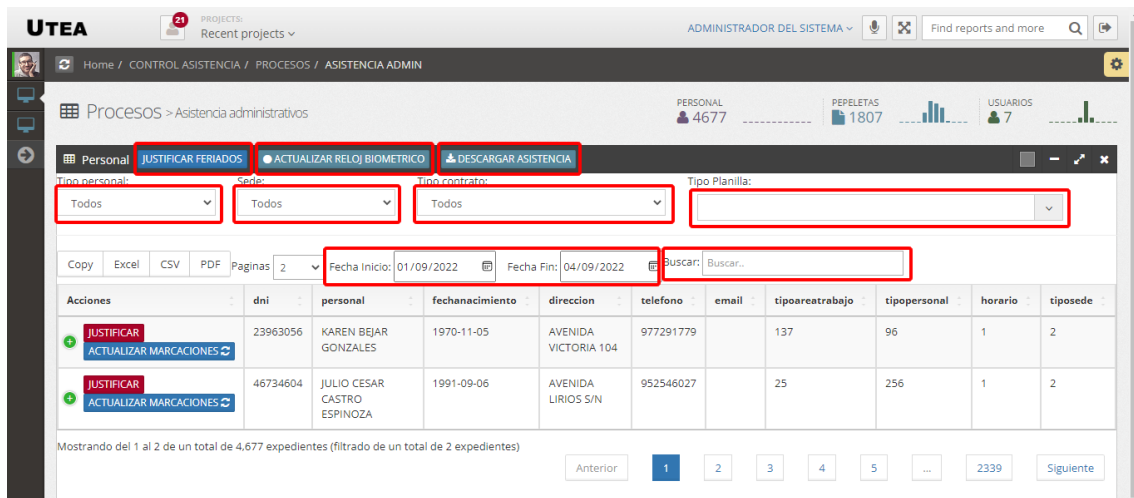 UTEA
21
PROJECTS:
Recent projects
ADMINISTRADOR DEL SISTEMA
Find reports and more
Home / CONTROL ASISTENCIA / PROCESOS / ASISTENCIA ADMIN
Procesos > Asistencia administrativos
PERSONAL
4677
PEPELETAS
1807
USUARIOS
7
Personal JUSTIFICAR FERIADOS ACTUALIZAR RELOJ BIOMETRICO DESCARGAR ASISTENCIA
Tipo personal: Sede: Tipo contrato: Tipo Planilla:
Todos Todos Todos
Copy Excel CSV PDF Paginas 2 Fecha Inicio: 01/09/2022 Fecha Fin: 04/09/2022 Buscar: Buscar..
Acciones dni personal fechanacimiento direccion telefono email tipoareatrabajo tipopersonal horario tiposede
JUSTIFICAR
ACTUALIZAR MARCACIONES
23963056
KAREN BEJAR
GONZALES
1970-11-05
AVENIDA
VICTORIA 104
977291779
137
96
1
2
JUSTIFICAR
ACTUALIZAR MARCACIONES
46734604
JULIO CESAR
CASTRO
ESPINOZA
1991-09-06
AVENIDA
LIRIOS S/N
952546027
25
256
1
2
Mostrando del 1 al 2 de un total de 4,677 expedientes (filtrado de un total de 2 expedientes)
Anterior 1 2 3 4 5 ... 2339 Siguiente